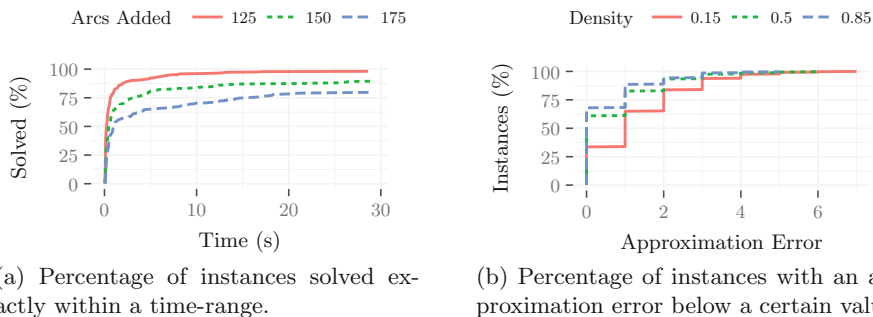 Arcs Added 125 150 175
Solved (%)
100
75
50
25
0
0 10 20 30
Time (s)
(a) Percentage of instances solved ex-
actly within a time-range.
Density 0.15 0.5 0.85
Instances (%)
100
75
50
25
0
0 2 4 6
Approximation Error
(b) Percentage of instances with an a
proximation error below a certain valu